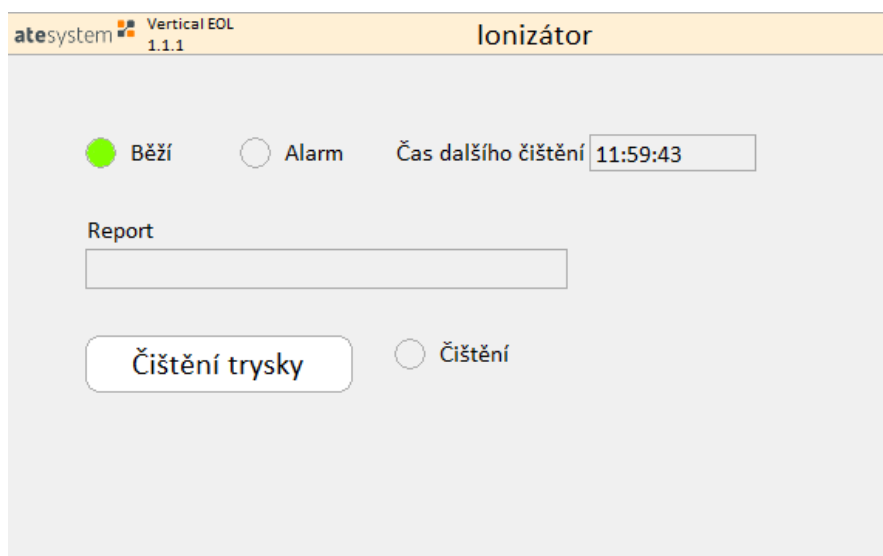 atesystem Vertical EOL
1.1.1
Ionizátor
Běží Alarm Čas dalšího čištění 11:59:43
Report
Čištění trysky Čištění